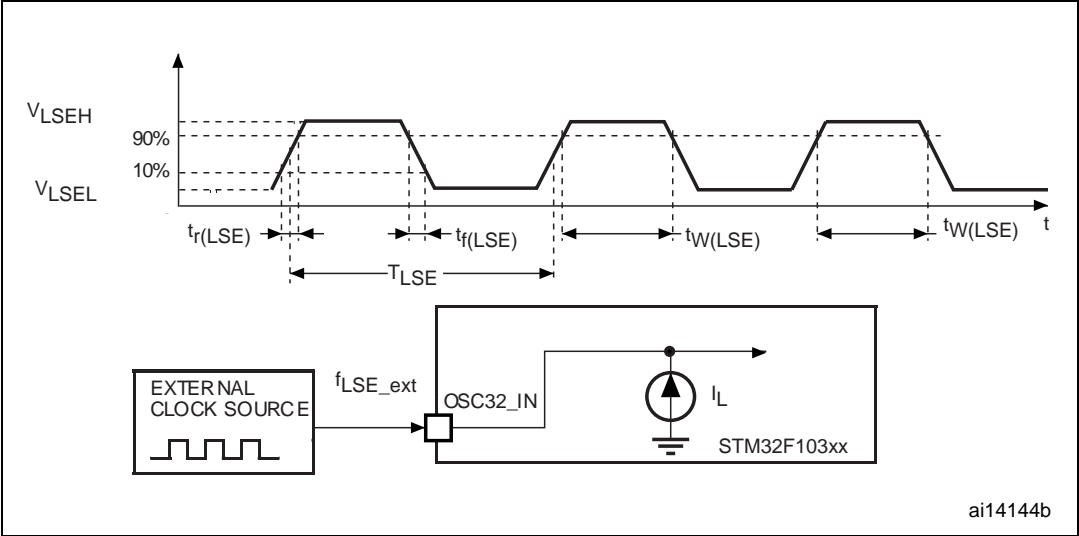 VLSEH
90%
10%
VLSEL
tr(LSE)
tf(LSE)
tW(LSE)
tW(LSE)
t
TLSE
EXTERNAL
CLOCK SOURCE
fLSE_ext
OSC32_IN
IL
STM32F103xx
ai14144b